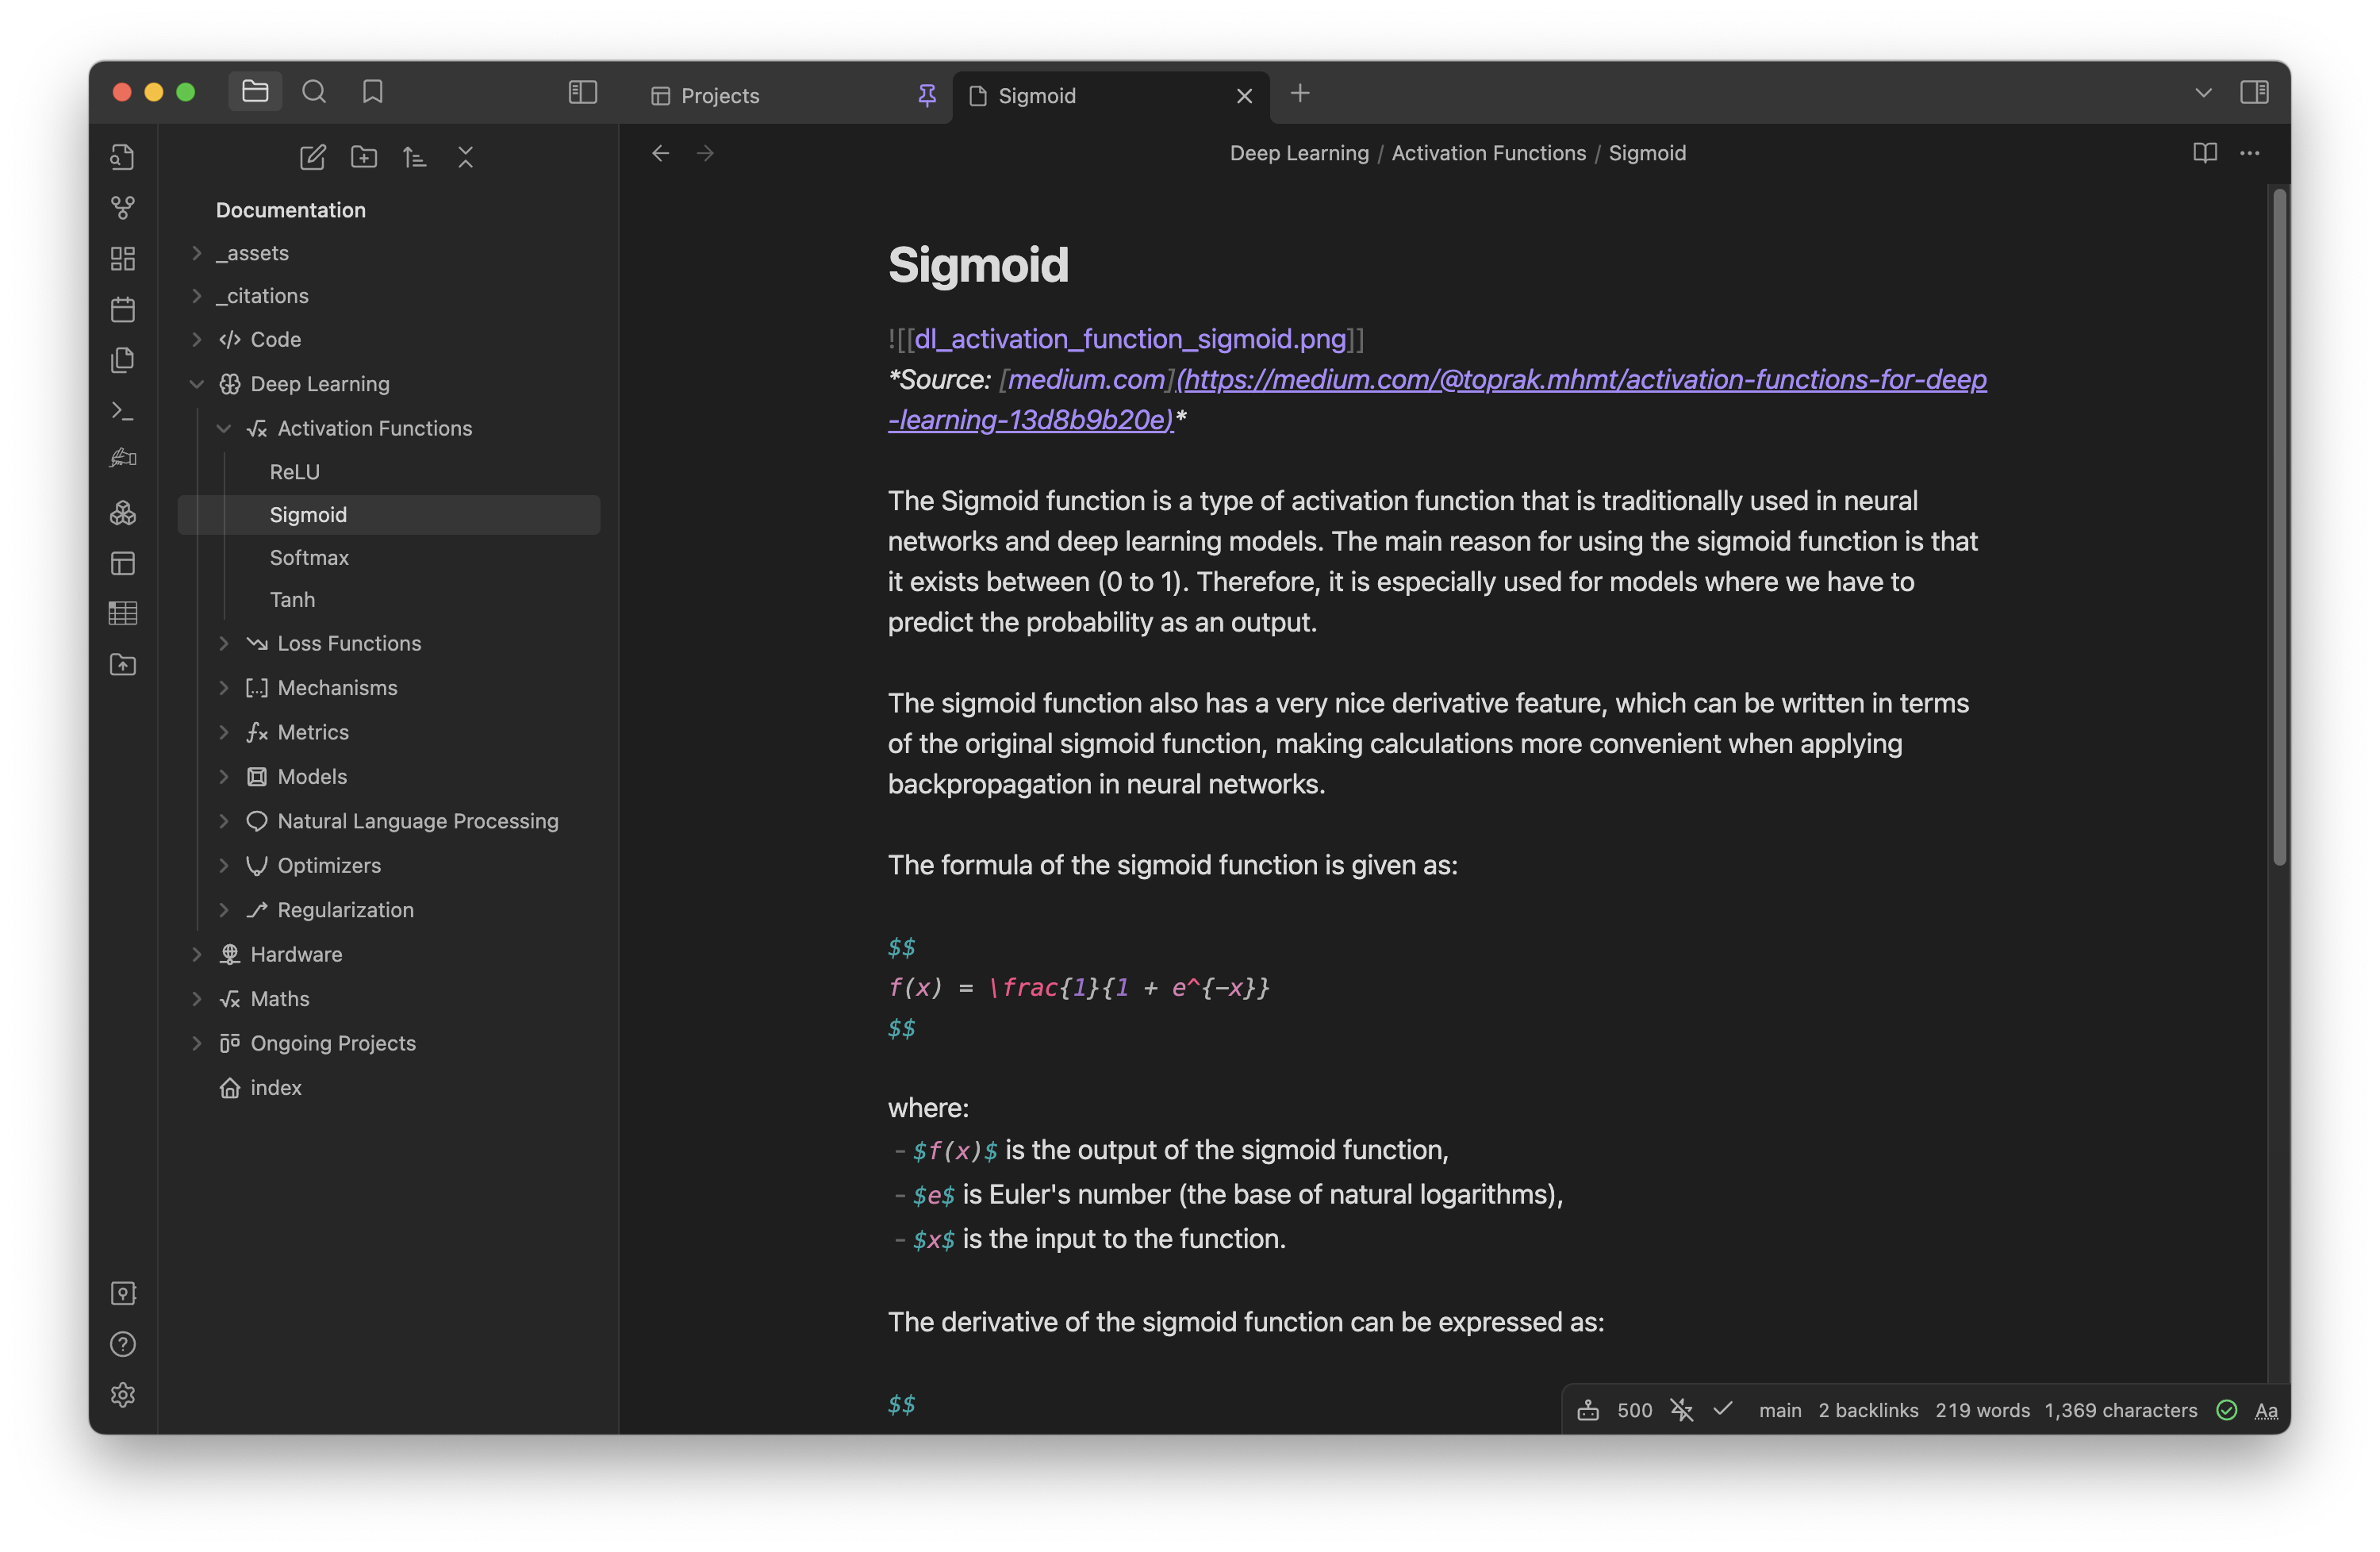 Projects
Sigmoid
Deep Learning / Activation Functions / Sigmoid
Documentation
_assets
_citations
Code
Deep Learning
Activation Functions
ReLU
Sigmoid
Softmax
Tanh
Loss Functions
Mechanisms
Metrics
Models
Natural Language Processing
Optimizers
Regularization
Hardware
Maths
Ongoing Projects
index
Sigmoid
![[dl_activation_function_sigmoid.png]]
*Source: [medium.com](https://medium.com/@toprak.mhmt/activation-functions-for-deep
-learning-13d8b9b20e)*
The Sigmoid function is a type of activation function that is traditionally used in neural
networks and deep learning models. The main reason for using the sigmoid function is that
it exists between (0 to 1). Therefore, it is especially used for models where we have to
predict the probability as an output.
The sigmoid function also has a very nice derivative feature, which can be written in terms
of the original sigmoid function, making calculations more convenient when applying
backpropagation in neural networks.
The formula of the sigmoid function is given as:
$$
f(x) = \frac{1}{1 + e^{-x}}
$$
where:
- $f(x)$ is the output of the sigmoid function,
- $e$ is Euler's number (the base of natural logarithms),
- $x$ is the input to the function.
The derivative of the sigmoid function can be expressed as:
$$
500 main 2 backlinks 219 words 1,369 characters Aa